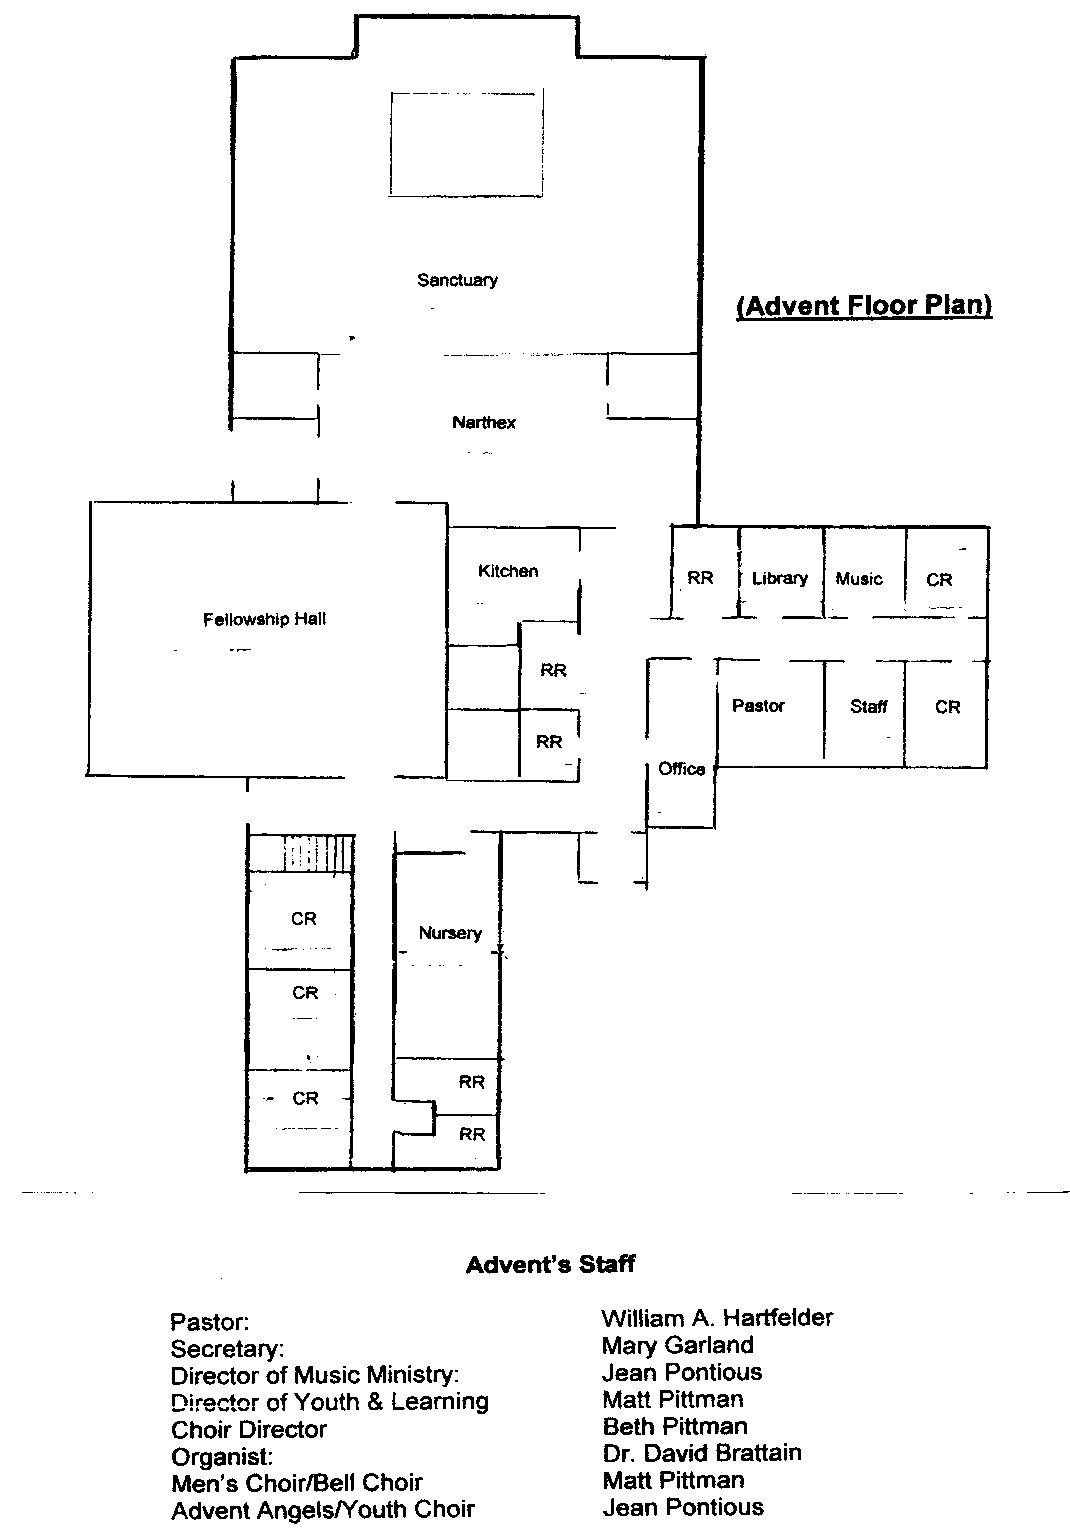 Sanctuary
(Advent Floor Plan)
Narthex
Kitchen
RR
Library
Music
CR
Fellowship Hall
RR
Pastor
Staff
CR
RR
Office
CR
Nursery
CR
RR
CR
RR
Advent's Staff
Pastor: William A. Hartfelder
Secretary: Mary Garland
Director of Music Ministry: Jean Pontious
Director of Youth & Learning Matt Pittman
Choir Director Beth Pittman
Organist: Dr. David Brattain
Men's Choir/Bell Choir Matt Pittman
Advent Angels/Youth Choir Jean Pontious